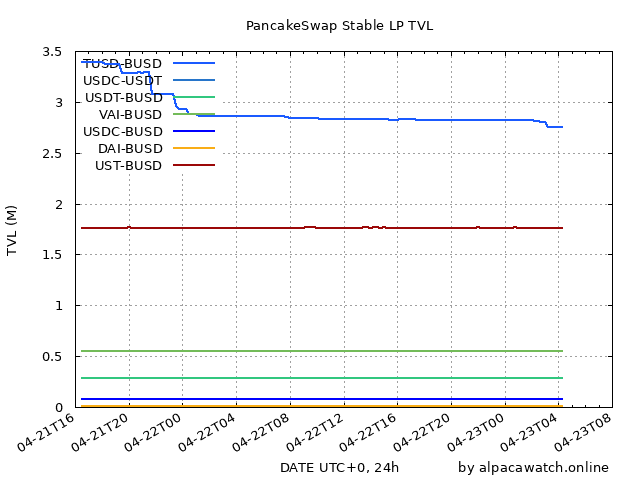 PancakeSwap Stable LP TVL
3.5
3
2.5
2
1.5
1
0.5
0
TVL (M)
TUSD-BUSD
USDC-USDT
USDT-BUSD
VAI-BUSD
USDC-BUSD
DAI-BUSD
UST-BUSD
04-21T16
04-21T20
04-22T00
04-22T04
04-22T08
04-22T12
04-22T16
04-22T20
04-23T00
04-23T04
04-23T08
DATE UTC+0, 24h
by alpacawatch.online